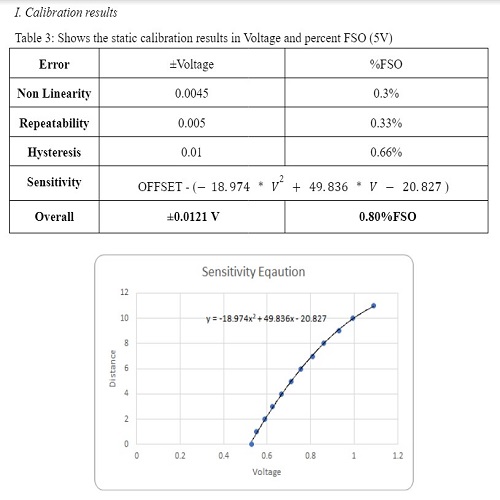 I. Calibration results
Table 3: Shows the static calibration results in Voltage and percent FSO (5V)
Error ±Voltage %FSO
Non Linearity 0.0045 0.3%
Repeatability 0.005 0.33%
Hysteresis 0.01 0.66%
Sensitivity OFFSET - (− 18.974 * V² + 49.836 * V − 20.827 )
Overall ±0.0121 V 0.80%FSO
Sensitivity Eqaution
12
10
y = -18.974x² + 49.836x - 20.827
8
6
4
2
0
Distance
0 0.2 0.4 0.6 0.8 1 1.2
Voltage